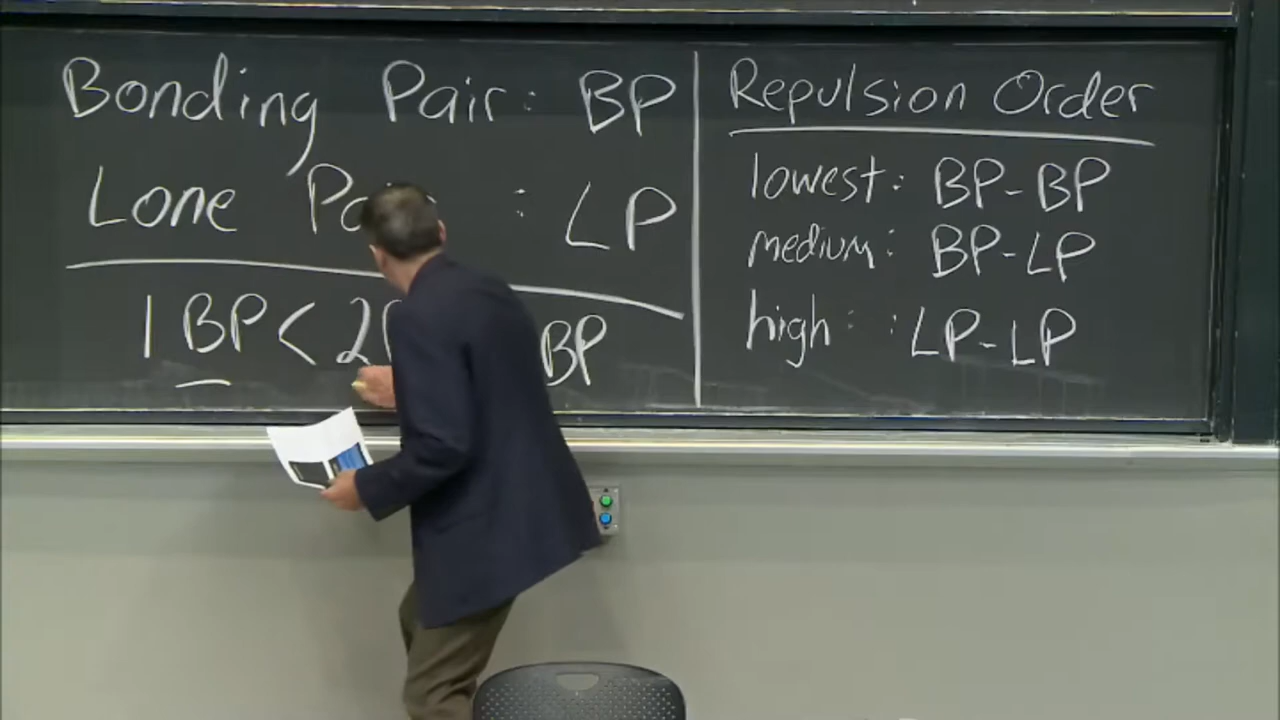 Bonding Pair: BP
Lone : LP
1 BP < 2 BP
Repulsion Order
lowest: BP-BP
medium: BP-LP
high : LP-LP